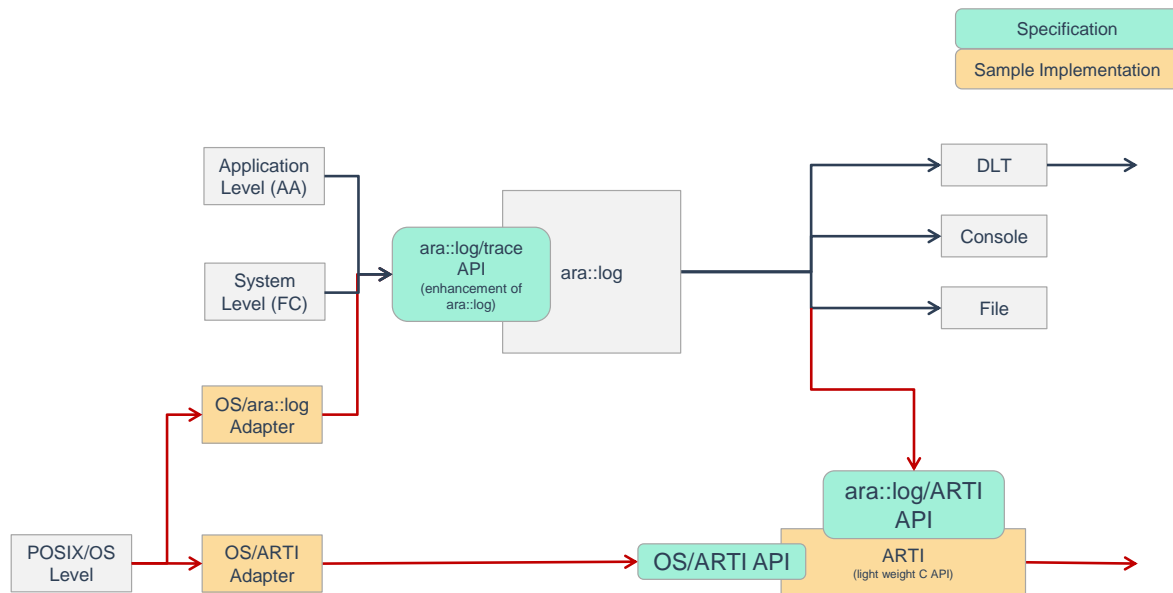 Specification
Sample Implementation
Application
Level (AA)
DLT
ara::log/trace
API
(enhancement of
ara::log)
ara::log
Console
System
Level (FC)
File
OS/ara::log
Adapter
ara::log/ARTI
API
POSIX/OS
Level
OS/ARTI
Adapter
OS/ARTI API
ARTI
(light weight C API)